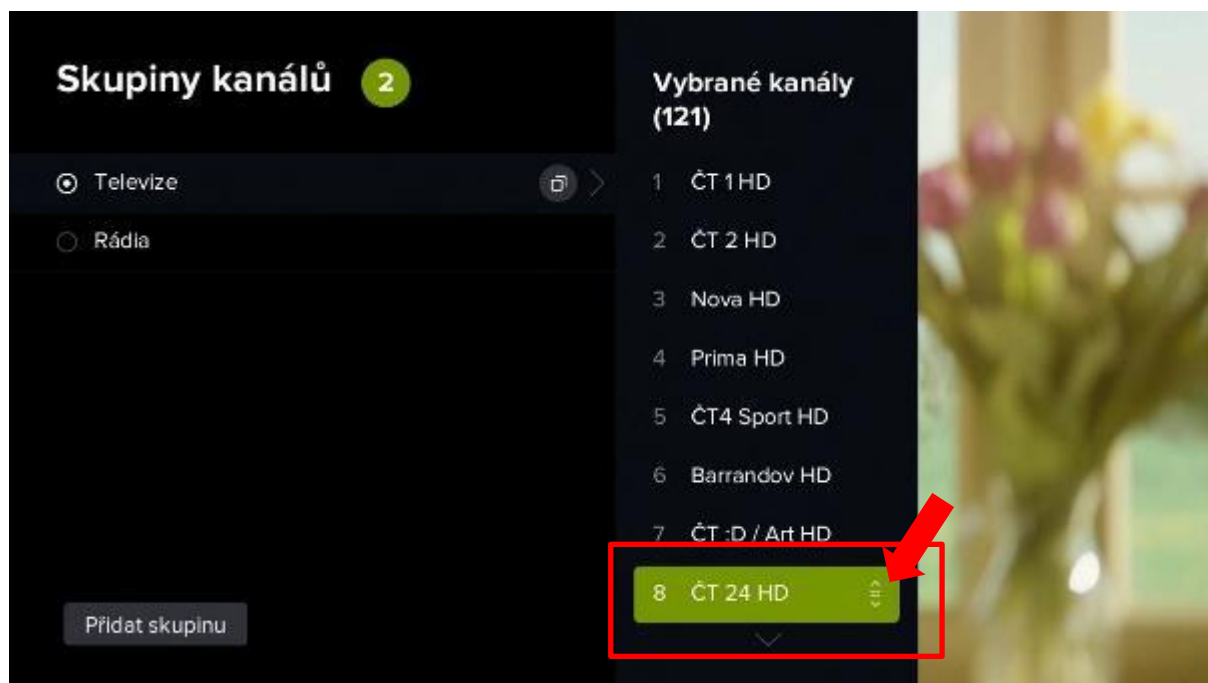 Skupiny kanálů 2
Televize
Rádia
Přidat skupinu
Vybrané kanály
(121)
1 ČT 1 HD
2 ČT 2 HD
3 Nova HD
4 Prima HD
5 ČT4 Sport HD
6 Barrandov HD
7 ČT :D / Art HD
8 ČT 24 HD